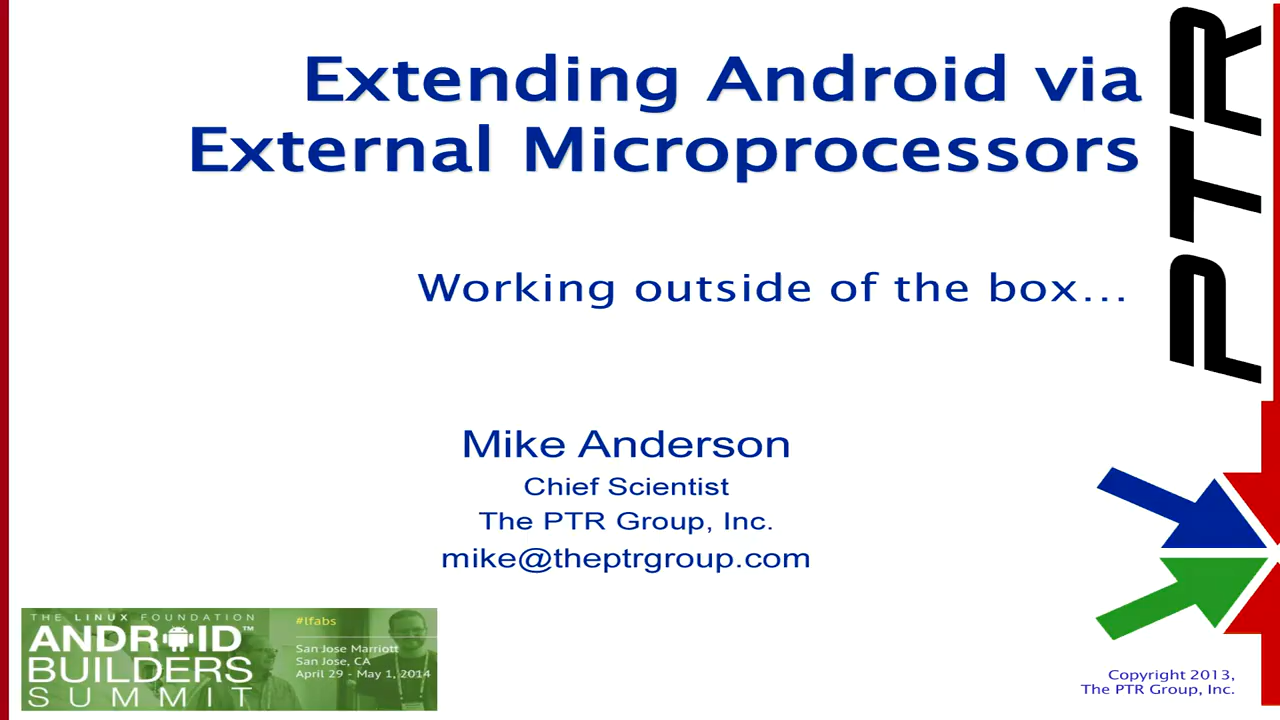 Extending Android via
External Microprocessors
PTR
Working outside of the box...
Mike Anderson
Chief Scientist
The PTR Group, Inc.
mike@theptrgroup.com
THE LINUX FOUNDATION
ANDROID™
BUILDERS
SUMMIT
#lfabs
San Jose Marriott
San Jose, CA
April 29 - May 1, 2014
Copyright 2013,
The PTR Group, Inc.